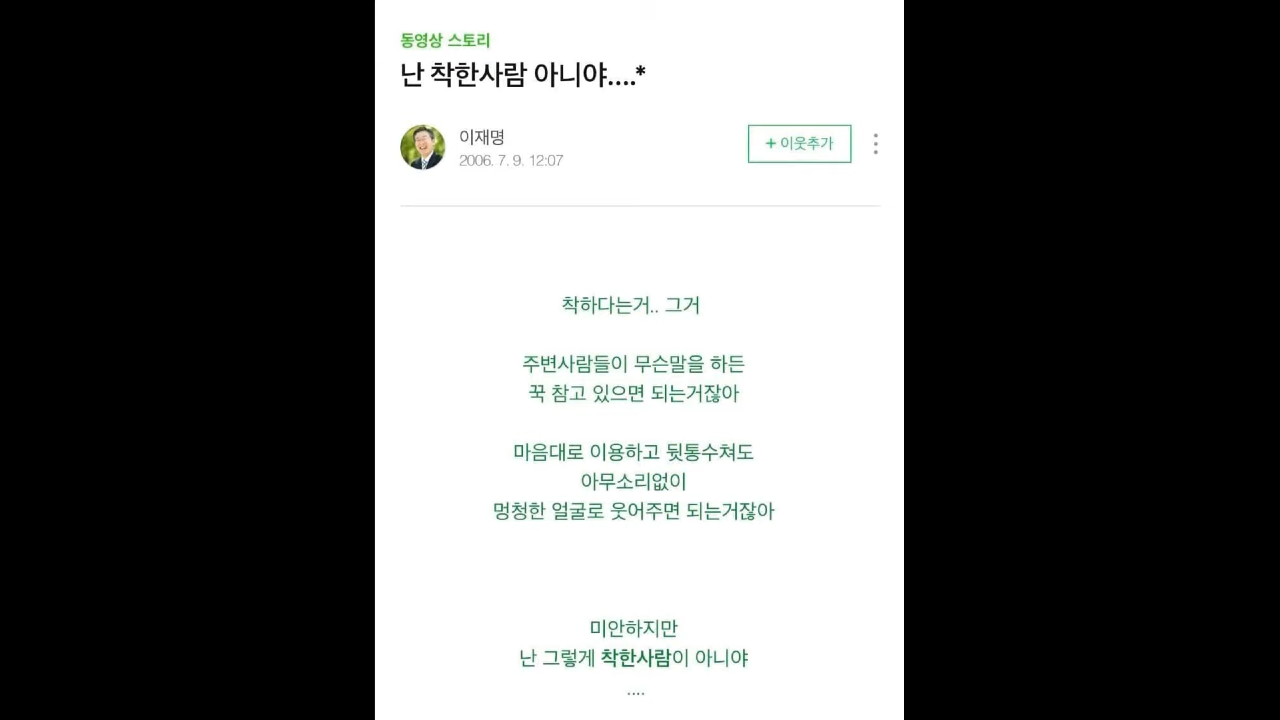 동영상 스토리
난 착한사람 아니야....*
이재명
2006. 7. 9. 12:07
+ 이웃추가
착하다는거.. 그거
주변사람들이 무슨말을 하든
꾹 참고 있으면 되는거잖아
마음대로 이용하고 뒷통수쳐도
아무소리없이
멍청한 얼굴로 웃어주면 되는거잖아
미안하지만
난 그렇게 착한사람이 아니야
....